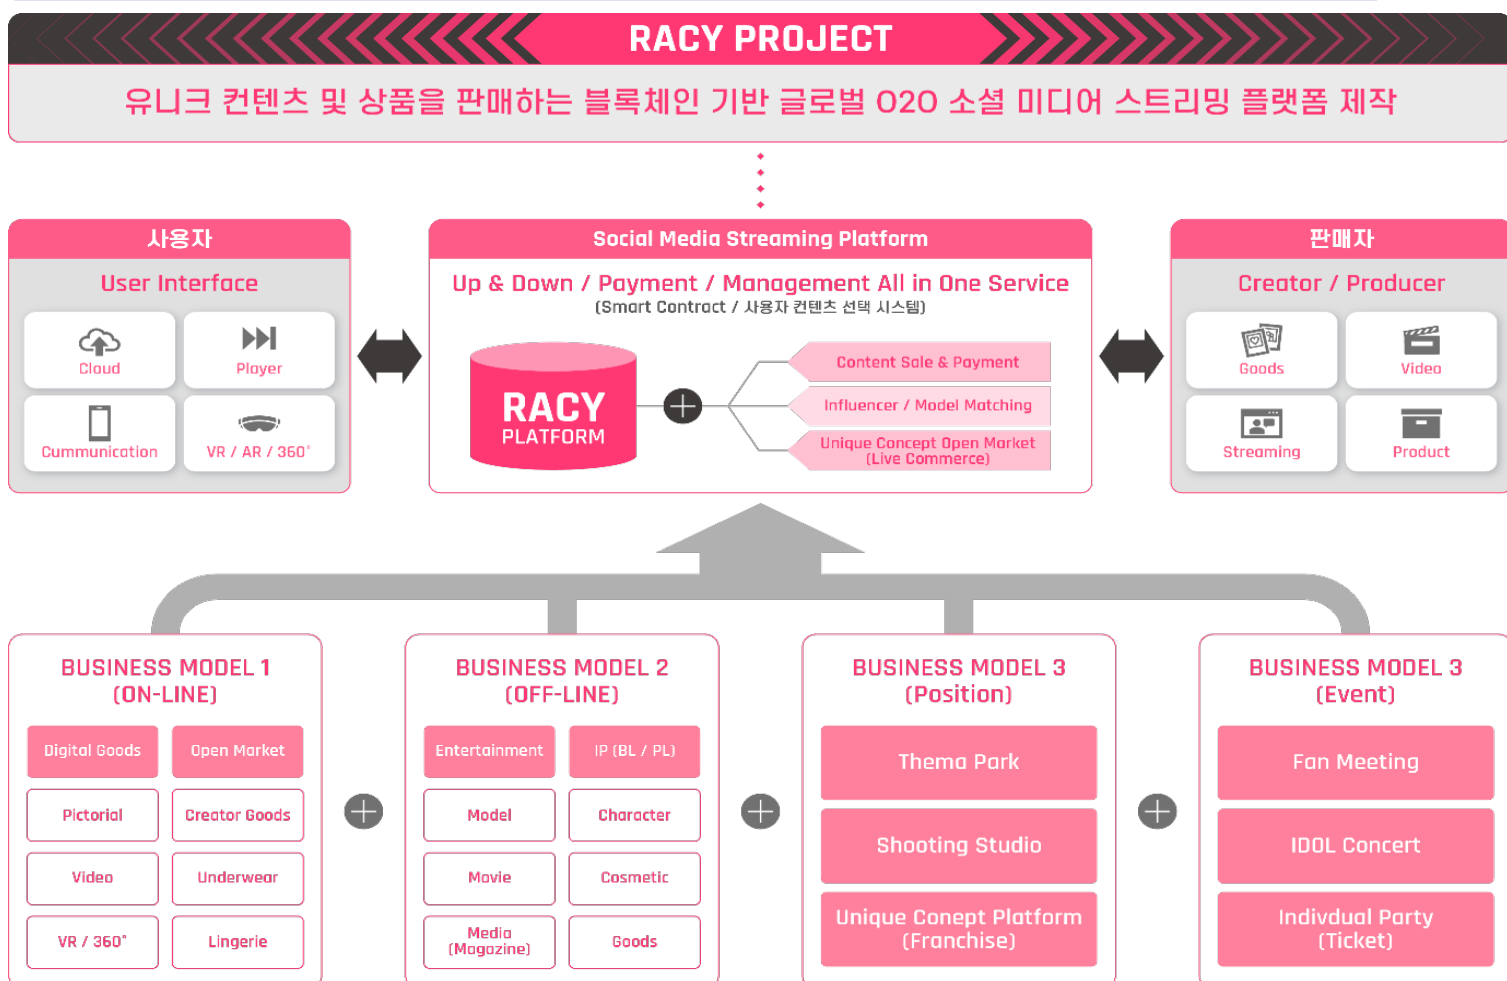 RACY PROJECT
유니크 컨텐츠 및 상품을 판매하는 블록체인 기반 글로벌 O2O 소셜 미디어 스트리밍 플랫폼 제작
사용자
User Interface
Cloud
Player
Cummunication
VR / AR / 360°
Social Media Streaming Platform
Up & Down / Payment / Management All in One Service
(Smart Contract / 사용자 컨텐츠 선택 시스템)
RACY
PLATFORM
Content Sale & Payment
Influencer / Model Matching
Unique Concept Open Market
(Live Commerce)
판매자
Creator / Producer
Goods
Video
Streaming
Product
BUSINESS MODEL 1
(ON-LINE)
Digital Goods
Open Market
Pictorial
Creator Goods
Video
Underwear
VR / 360°
Lingerie
BUSINESS MODEL 2
(OFF-LINE)
Entertainment
IP (BL / PL)
Model
Character
Movie
Cosmetic
Media
(Magazine)
Goods
BUSINESS MODEL 3
(Position)
Thema Park
Shooting Studio
Unique Conept Platform
(Franchise)
BUSINESS MODEL 3
(Event)
Fan Meeting
IDOL Concert
Indivdual Party
(Ticket)